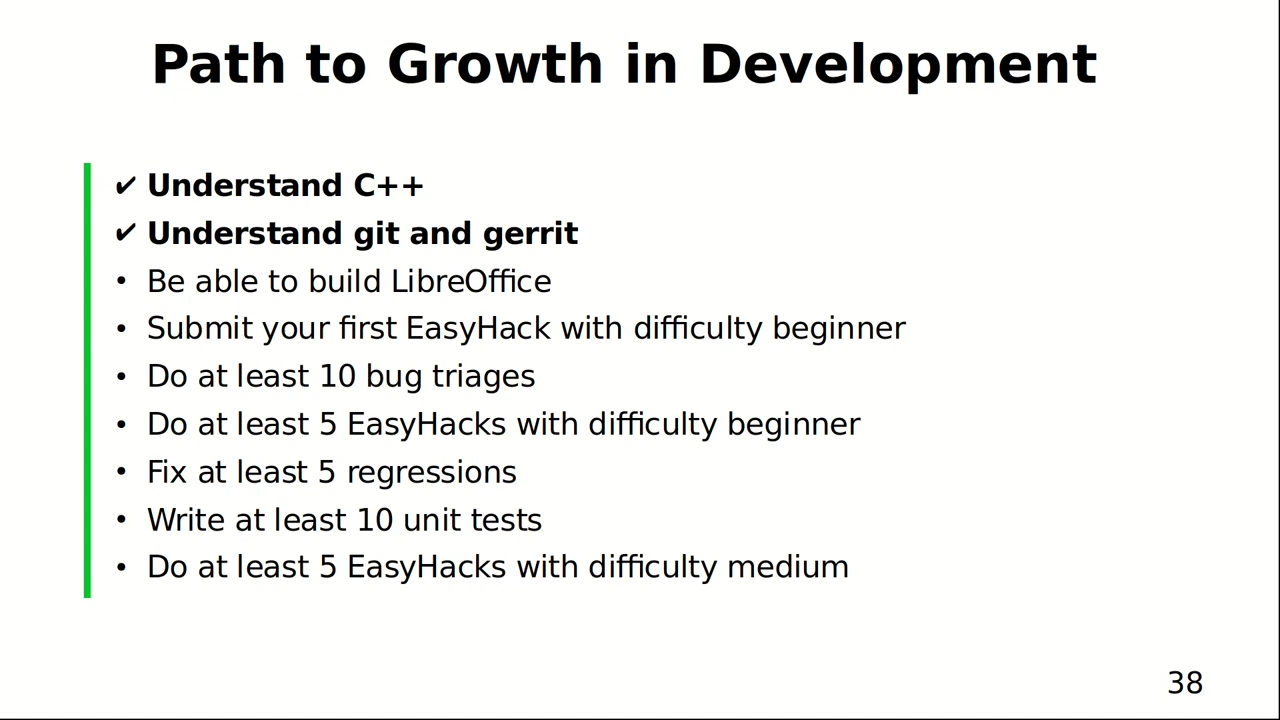 Path to Growth in Development
✔ Understand C++
✔ Understand git and gerrit
• Be able to build LibreOffice
• Submit your first EasyHack with difficulty beginner
• Do at least 10 bug triages
• Do at least 5 EasyHacks with difficulty beginner
• Fix at least 5 regressions
• Write at least 10 unit tests
• Do at least 5 EasyHacks with difficulty medium
38